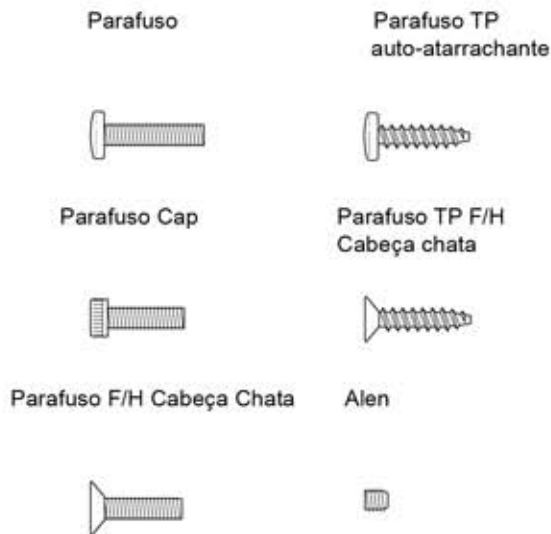 Parafuso
Parafuso TP
auto-atarrachante
Parafuso Cap
Parafuso TP F/H
Cabeça chata
Parafuso F/H Cabeça Chata
Alen